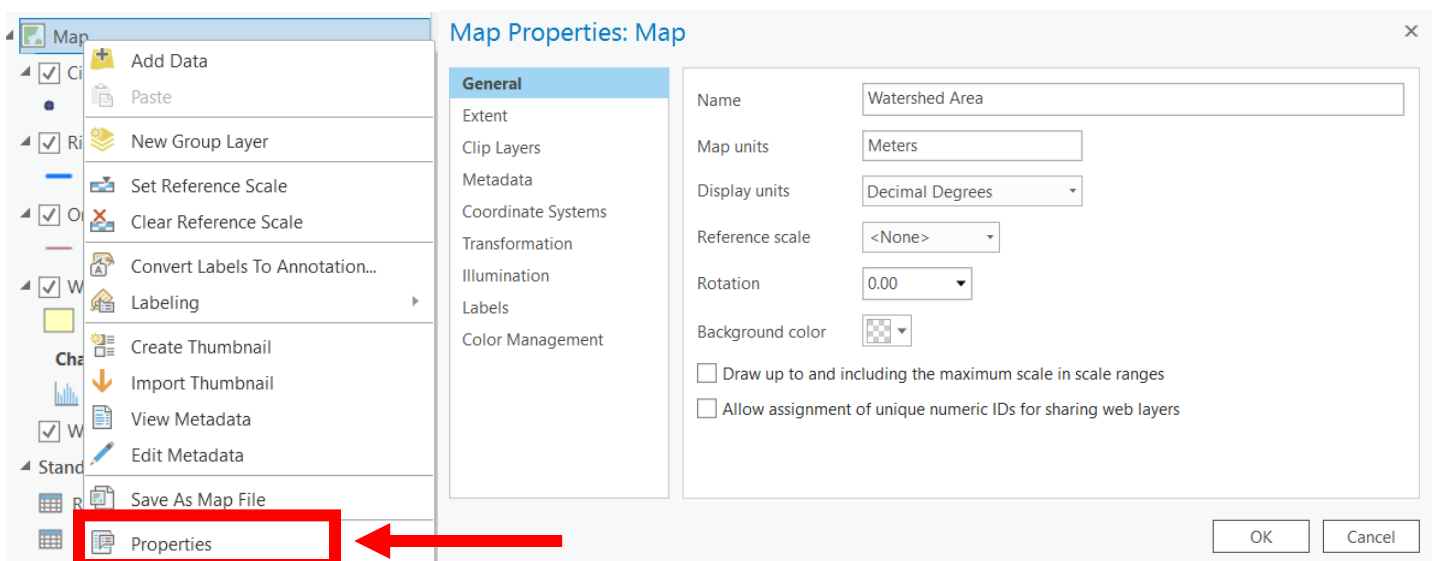 Map
Ci
Ri
W
Cha
W
Stand
R
Add Data
Paste
New Group Layer
Set Reference Scale
Clear Reference Scale
Convert Labels To Annotation...
Labeling
Create Thumbnail
Import Thumbnail
View Metadata
Edit Metadata
Save As Map File
Properties
Map Properties: Map
General
Extent
Clip Layers
Metadata
Coordinate Systems
Transformation
Illumination
Labels
Color Management
Name Watershed Area
Map units Meters
Display units Decimal Degrees
Reference scale <None>
Rotation 0.00
Background color
Draw up to and including the maximum scale in scale ranges
Allow assignment of unique numeric IDs for sharing web layers
OK Cancel